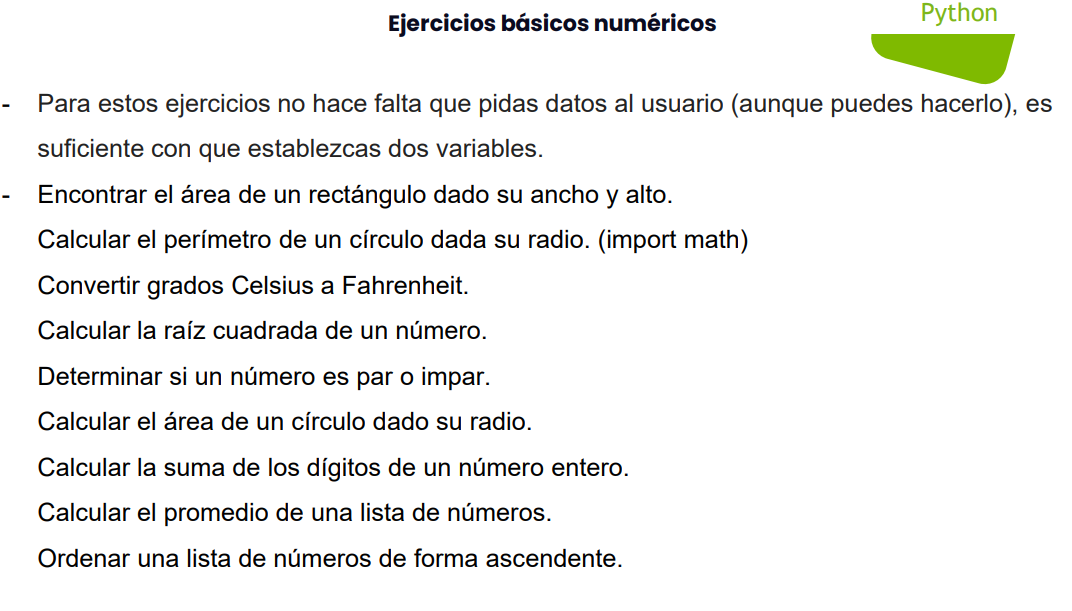 Ejercicios básicos numéricos
Python
- Para estos ejercicios no hace falta que pidas datos al usuario (aunque puedes hacerlo), es
suficiente con que establezcas dos variables.
- Encontrar el área de un rectángulo dado su ancho y alto.
Calcular el perímetro de un círculo dada su radio. (import math)
Convertir grados Celsius a Fahrenheit.
Calcular la raíz cuadrada de un número.
Determinar si un número es par o impar.
Calcular el área de un círculo dado su radio.
Calcular la suma de los dígitos de un número entero.
Calcular el promedio de una lista de números.
Ordenar una lista de números de forma ascendente.